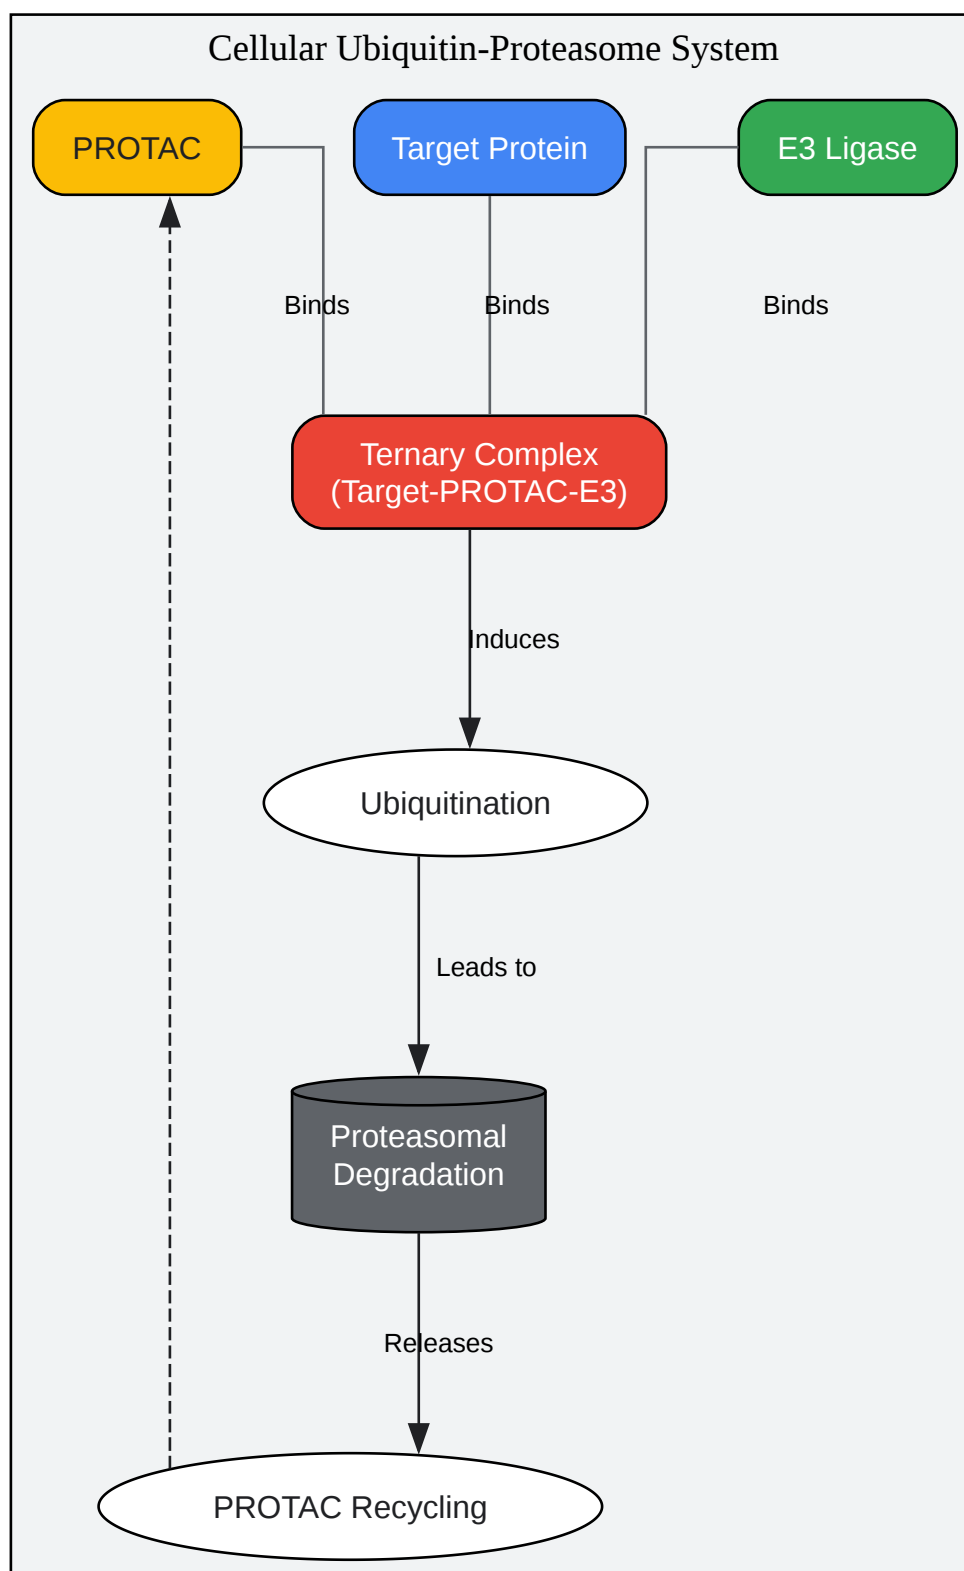 Cellular Ubiquitin-Proteasome System
PROTAC
Target Protein
E3 Ligase
Binds
Binds
Binds
Ternary Complex
(Target-PROTAC-E3)
Induces
Ubiquitination
Leads to
Proteasomal
Degradation
Releases
PROTAC Recycling